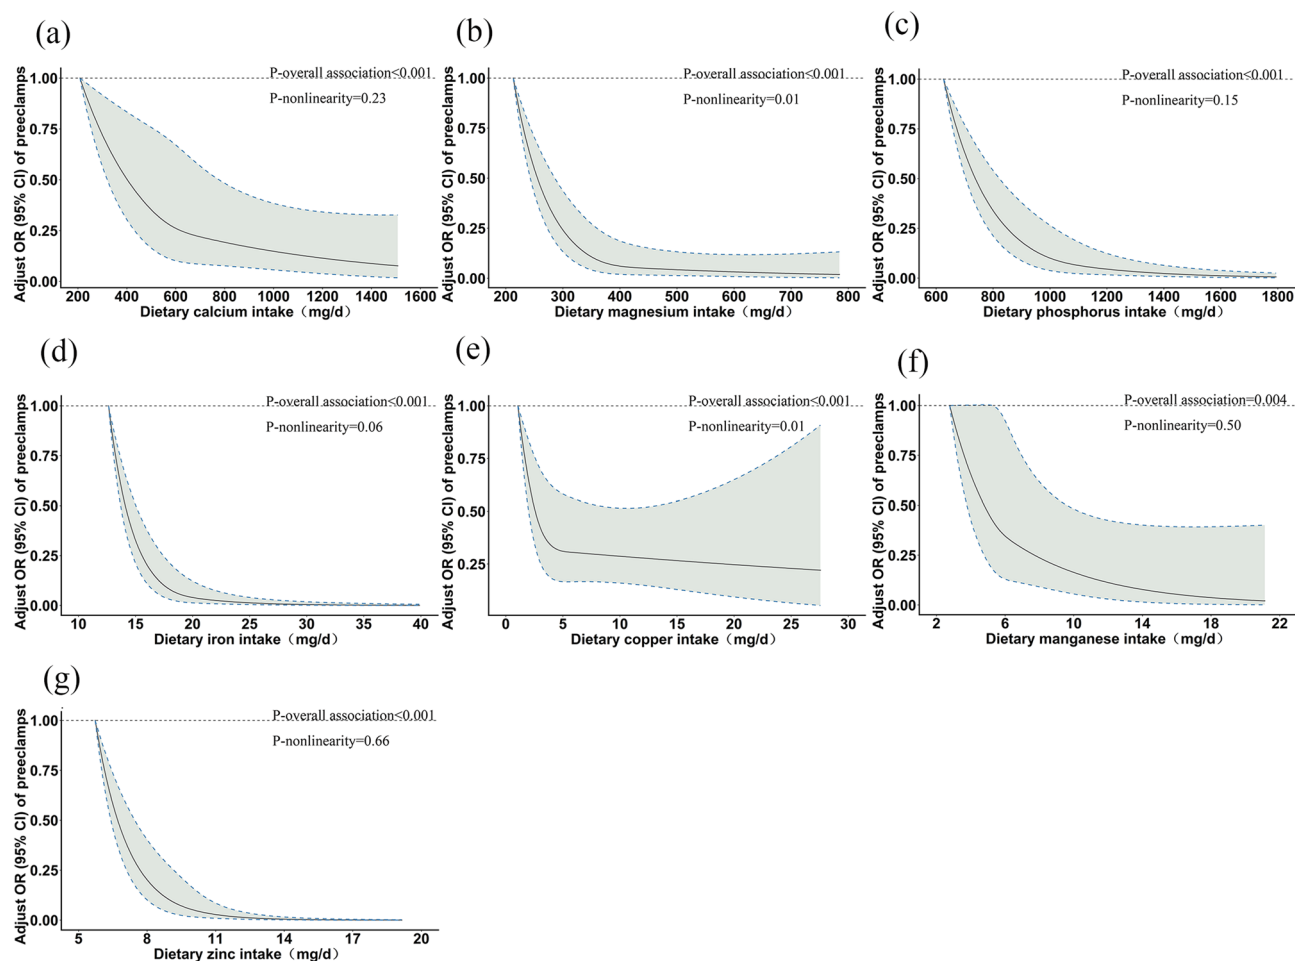 (a)
P-overall association<0.001
P-nonlinearity=0.23
Adjust OR (95% CI) of preeclamps
1.00
0.75
0.50
0.25
0.00
200 400 600 800 1000 1200 1400 1600
Dietary calcium intake（mg/d）
(b)
P-overall association<0.001
P-nonlinearity=0.01
Adjust OR (95% CI) of preeclamps
1.00
0.75
0.50
0.25
0.00
200 300 400 500 600 700 800
Dietary magnesium intake（mg/d）
(c)
P-overall association<0.001
P-nonlinearity=0.15
Adjust OR (95% CI) of preeclamps
1.00
0.75
0.50
0.25
0.00
600 800 1000 1200 1400 1600 1800
Dietary phosphorus intake（mg/d）
(d)
P-overall association<0.001
P-nonlinearity=0.06
Adjust OR (95% CI) of preeclamps
1.00
0.75
0.50
0.25
0.00
10 15 20 25 30 35 40
Dietary iron intake（mg/d）
(e)
P-overall association<0.001
P-nonlinearity=0.01
Adjust OR (95% CI) of preeclamps
1.00
0.75
0.50
0.25
0 5 10 15 20 25 30
Dietary copper intake（mg/d）
(f)
P-overall association=0.004
P-nonlinearity=0.50
Adjust OR (95% CI) of preeclamps
1.00
0.75
0.50
0.25
0.00
2 6 10 14 18 22
Dietary manganese intake（mg/d）
(g)
P-overall association<0.001
P-nonlinearity=0.66
Adjust OR (95% CI) of preeclamps
1.00
0.75
0.50
0.25
0.00
5 8 11 14 17 20
Dietary zinc intake（mg/d）